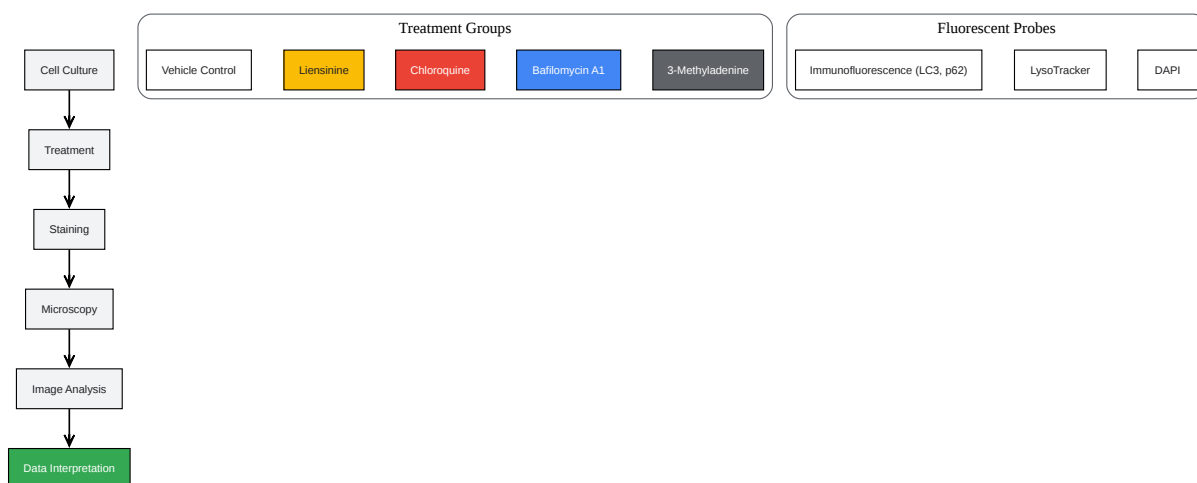 Treatment Groups
Fluorescent Probes
Cell Culture
Vehicle Control
Liensinine
Chloroquine
Bafilomycin A1
3-Methyladenine
Immunofluorescence (LC3, p62)
LysoTracker
DAPI
Treatment
Staining
Microscopy
Image Analysis
Data Interpretation